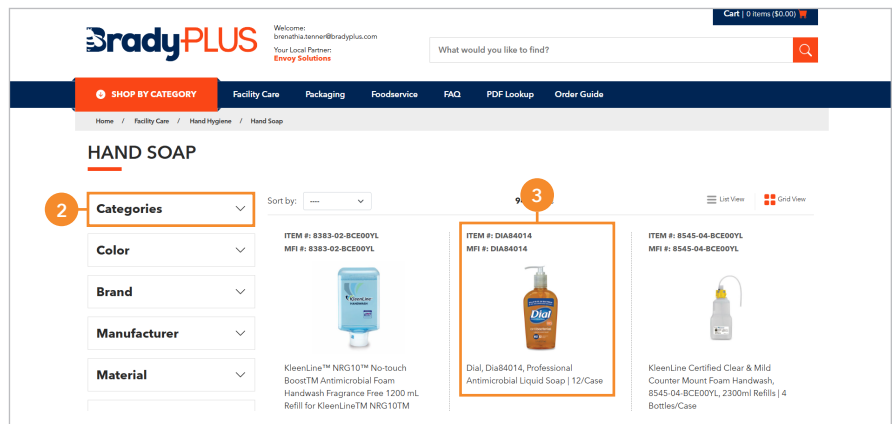 Cart | 0 items ($0.00)
BradyPLUS
Welcome:
brenathia.tenner@bradyplus.com
Your Local Partner:
Envoy Solutions
What would you like to find?
SHOP BY CATEGORY Facility Care Packaging Foodservice FAQ PDF Lookup Order Guide
Home / Facility Care / Hand Hygiene / Hand Soap
HAND SOAP
2
Categories
Sort by: ----
3
List View Grid View
Color
Brand
Manufacturer
Material
ITEM #: 8383-02-BCE00YL
MFI #: 8383-02-BCE00YL
KleenLine
KleenLine™ NRG10™ No-touch
BoostTM Antimicrobial Foam
Handwash Fragrance Free 1200 mL
Refill for KleenLineTM NRG10TM
ITEM #: DIA84014
MFI #: DIA84014
Dial
Dial, Dia84014, Professional
Antimicrobial Liquid Soap | 12/Case
ITEM #: 8545-04-BCE00YL
MFI #: 8545-04-BCE00YL
KleenLine Certified Clear & Mild
Counter Mount Foam Handwash,
8545-04-BCE00YL, 2300ml Refills | 4
Bottles/Case